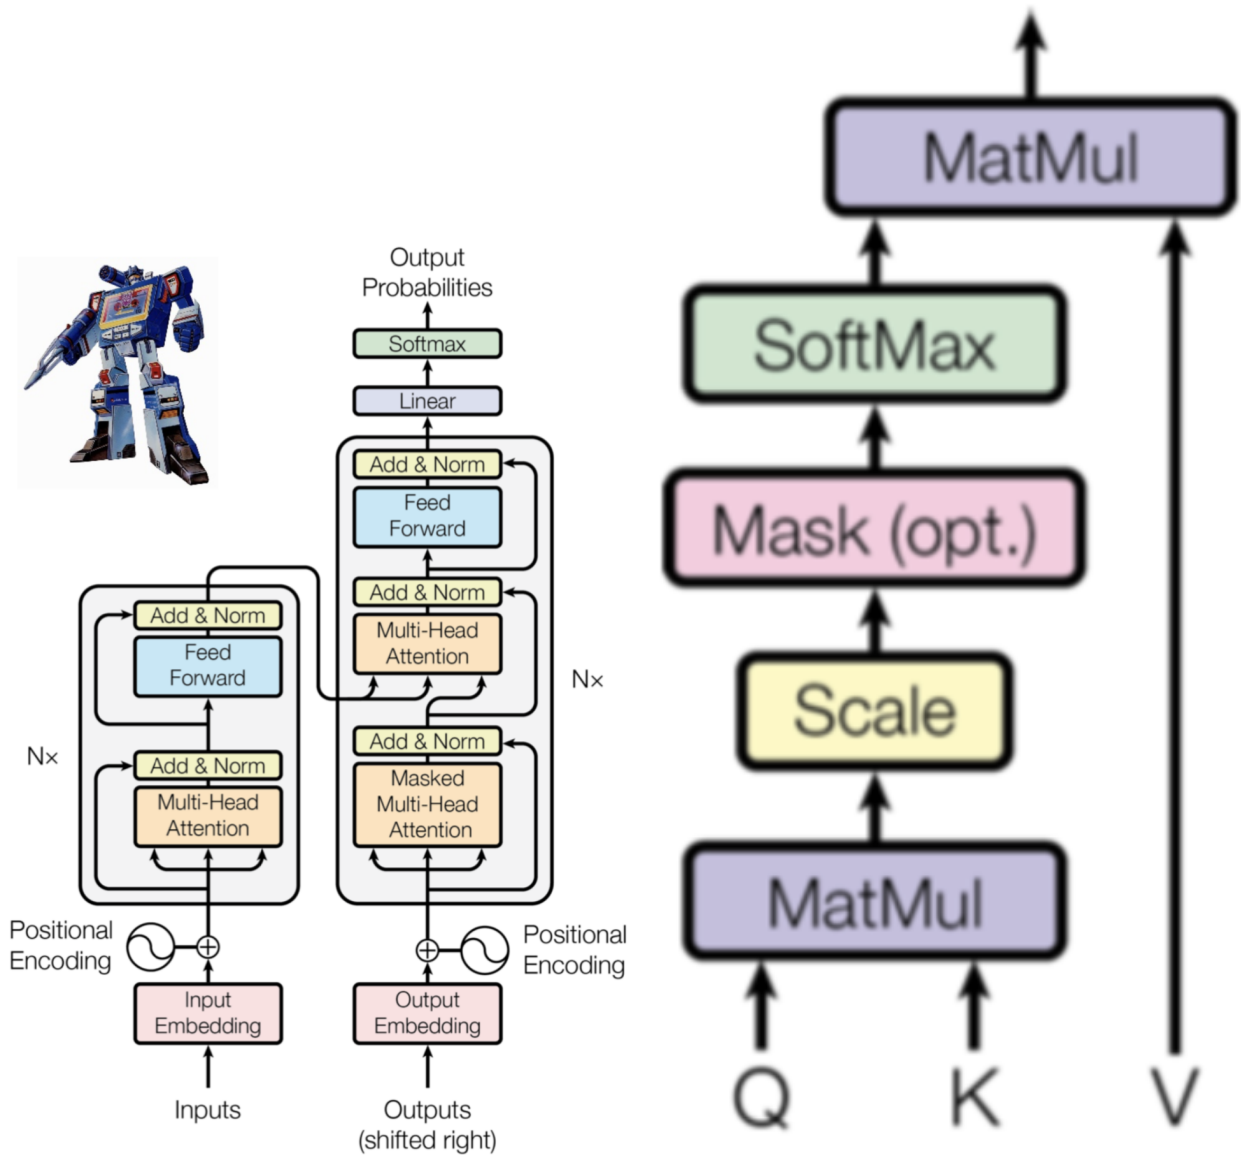 Output
Probabilities
Softmax
Linear
Add & Norm
Feed
Forward
Add & Norm
Multi-Head
Attention
Nx
Add & Norm
Masked
Multi-Head
Attention
Positional
Encoding
Output
Embedding
Outputs
(shifted right)
Add & Norm
Feed
Forward
Nx
Add & Norm
Multi-Head
Attention
Positional
Encoding
Input
Embedding
Inputs
MatMul
SoftMax
Mask (opt.)
Scale
MatMul
Q K V